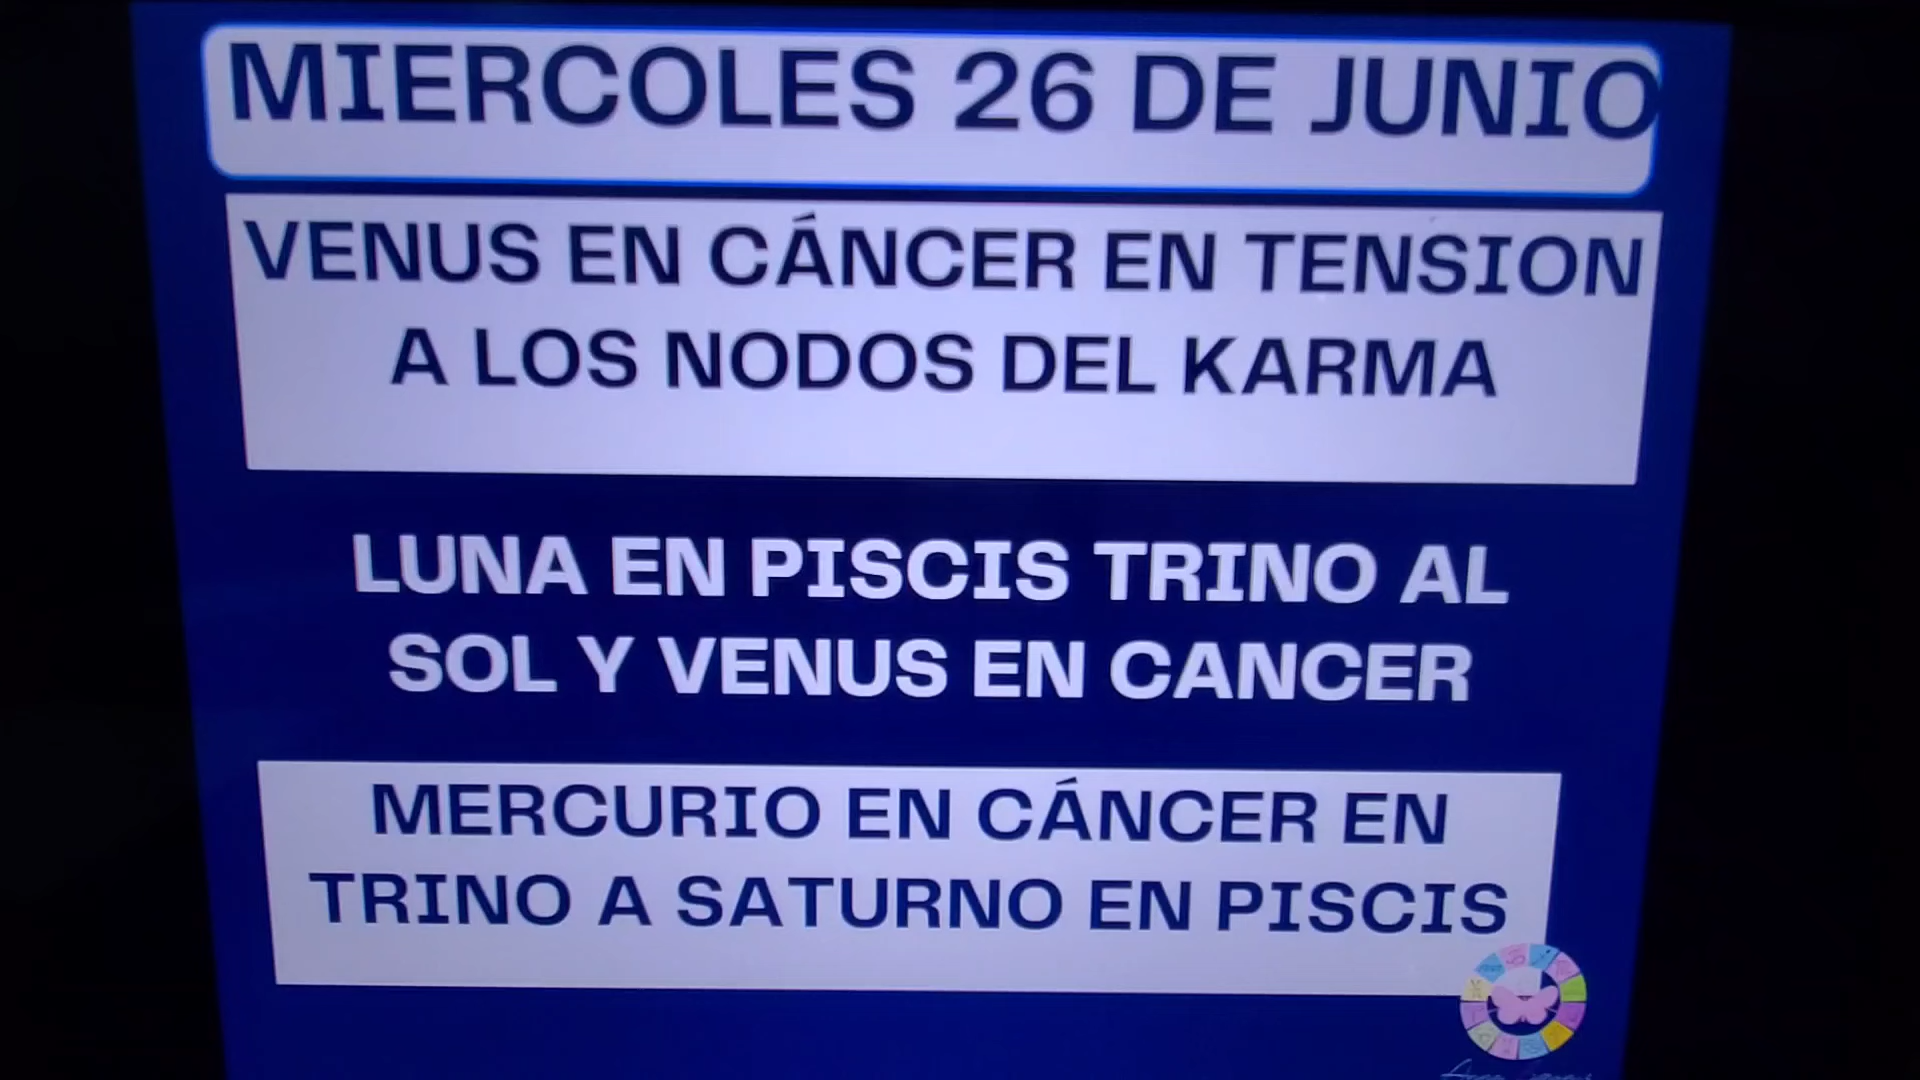 MIERCOLES 26 DE JUNIO
VENUS EN CÁNCER EN TENSION
A LOS NODOS DEL KARMA
LUNA EN PISCIS TRINO AL
SOL Y VENUS EN CANCER
MERCURIO EN CÁNCER EN
TRINO A SATURNO EN PISCIS